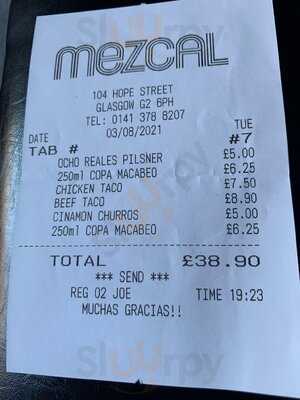 mezcal
104 HOPE STREET
GLASGOW G2 6PH
TEL: 0141 378 8207
03/08/2021
DATE TUE
TAB # #7
OCHO REALES PILSNER £5.00
250ml COPA MACABEO £6.25
CHICKEN TACO £7.50
BEEF TACO £8.90
CINAMON CHURROS £5.00
250ml COPA MACABEO £6.25
TOTAL £38.90
*** SEND ***
REG 02 JOE TIME 19:23
MUCHAS GRACIAS!!
Sluurpy